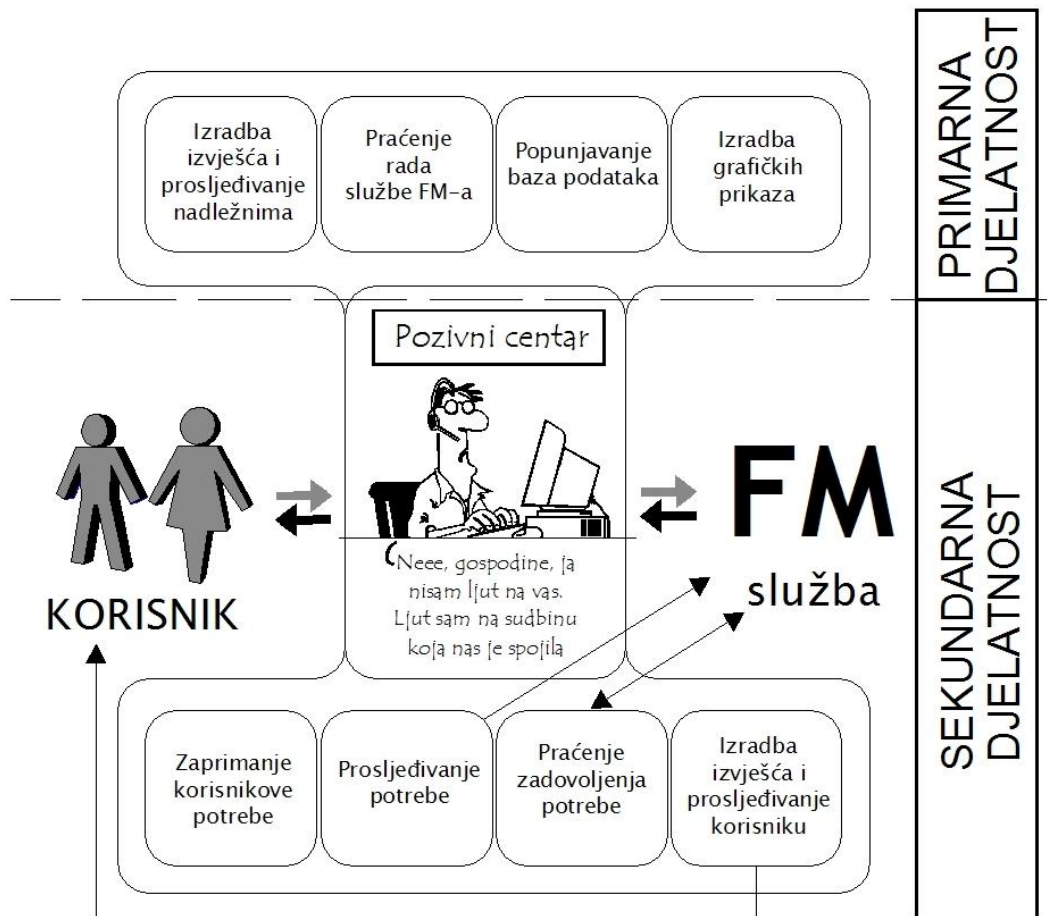 Izradba
izvješća i
prosljeđivanje
nadležnima
Praćenje
rada
službe FM-a
Popunjavanje
baza podataka
Izradba
grafičkih
prikaza
PRIMARNA
DJELATNOST
Pozivni centar
Neee, gospodine, ja
nisam ljut na vas.
Ljut sam na sudbinu
koja nas je spojila
KORISNIK
FM
služba
SEKUNDARNA
DJELATNOST
Zaprimanje
korisnikove
potrebe
Prosljeđivanje
potrebe
Praćenje
zadovoljenja
potrebe
Izradba
izvješća i
prosljeđivanje
korisniku